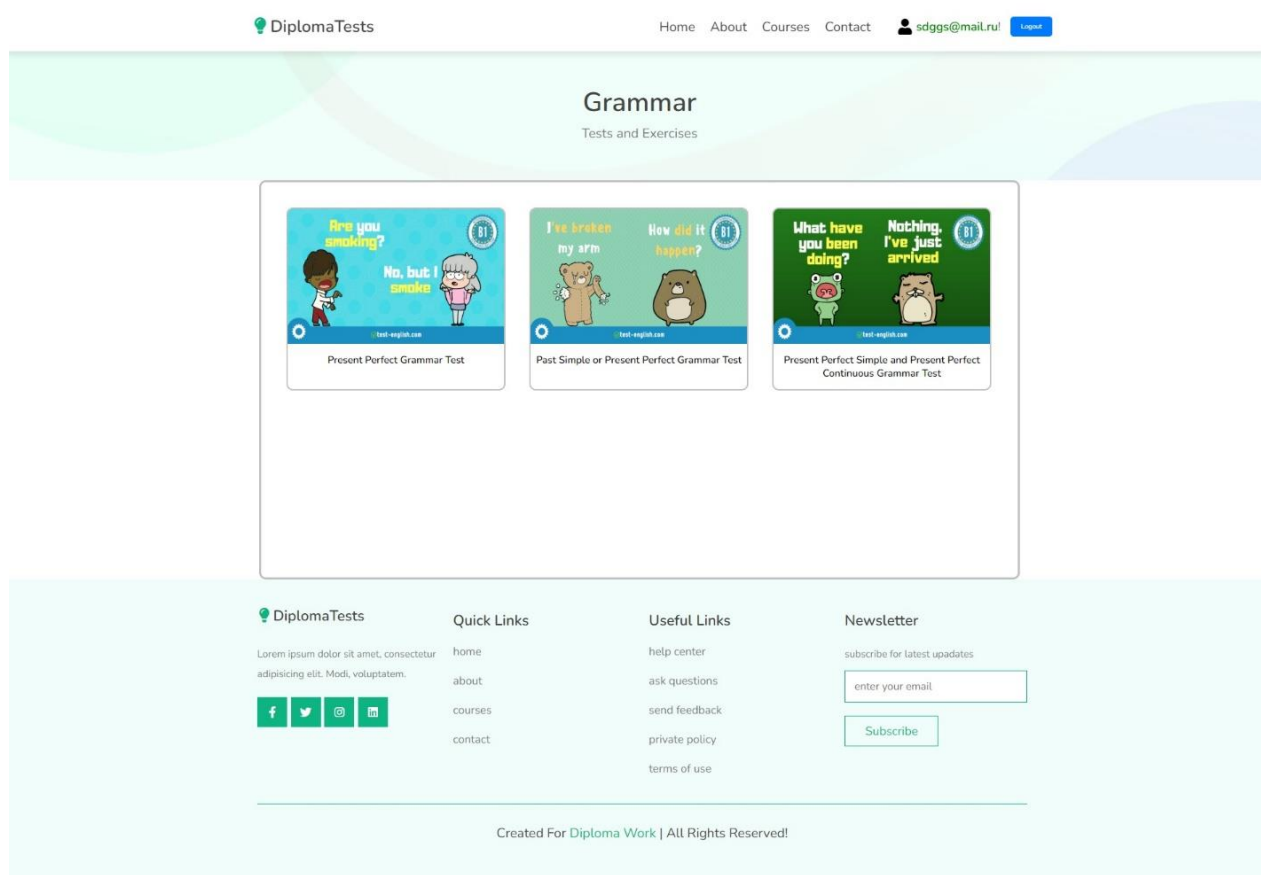 DiplomaTests
Home About Courses Contact sdggs@mail.ru! Logout
Grammar
Tests and Exercises
Are you
smoking?
No, but I
smoke
B1
test-english.com
Present Perfect Grammar Test
I've broken
my arm
How did it
happen?
B1
test-english.com
Past Simple or Present Perfect Grammar Test
What have
you been
doing?
Nothing,
I've just
arrived
B1
test-english.com
Present Perfect Simple and Present Perfect
Continuous Grammar Test
DiplomaTests
Lorem ipsum dolor sit amet, consectetur
adipisicing elit. Modi, voluptatem.
Quick Links
home
about
courses
contact
Useful Links
help center
ask questions
send feedback
private policy
terms of use
Newsletter
subscribe for latest upadates
enter your email
Subscribe
Created For Diploma Work | All Rights Reserved!